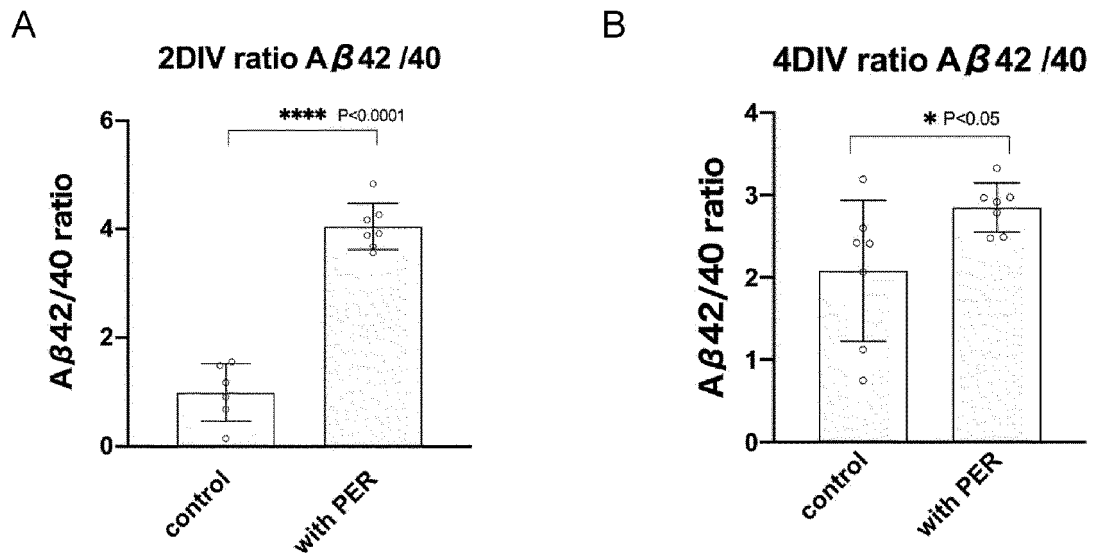 A
2DIV ratio Aβ42 /40
**** P<0.0001
Aβ42/40 ratio
6
4
2
0
control
with PER
B
4DIV ratio Aβ42 /40
* P<0.05
Aβ42/40 ratio
4
3
2
1
0
control
with PER